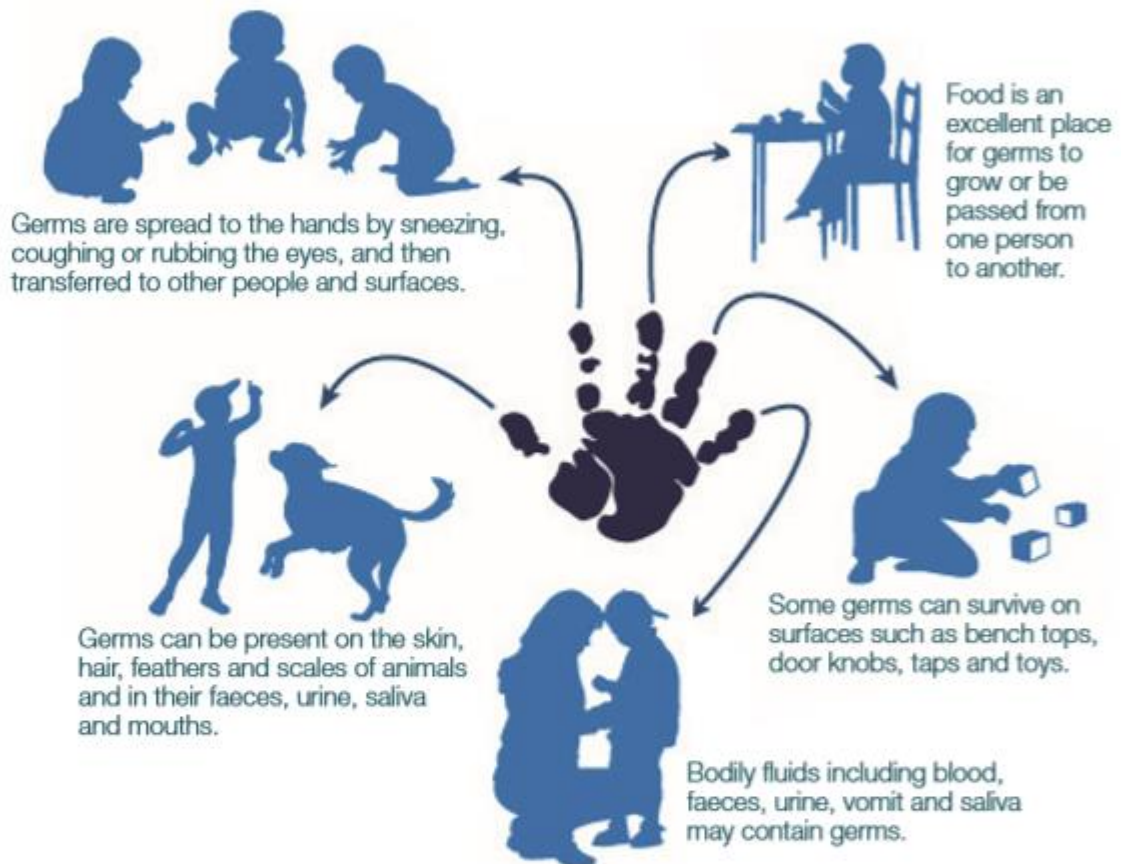 Germs are spread to the hands by sneezing,
coughing or rubbing the eyes, and then
transferred to other people and surfaces.
Food is an
excellent place
for germs to
grow or be
passed from
one person
to another.
Germs can be present on the skin,
hair, feathers and scales of animals
and in their faeces, urine, saliva
and mouths.
Some germs can survive on
surfaces such as bench tops,
door knobs, taps and toys.
Bodily fluids including blood,
faeces, urine, vomit and saliva
may contain germs.